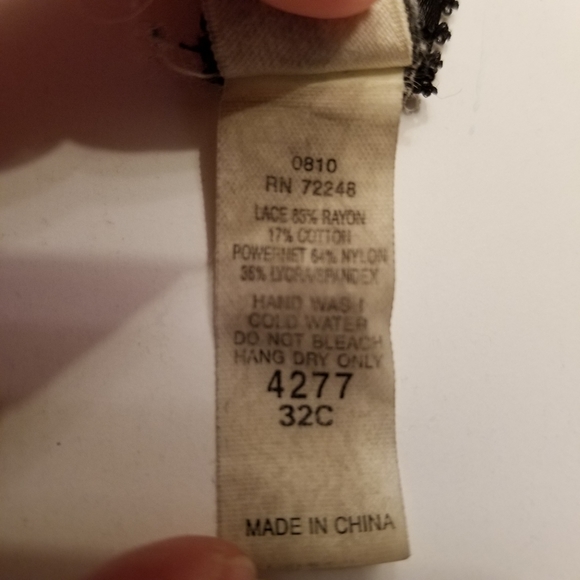 0810
RN 72248
LACE 83% RAYON
17% COTTON
POWERNET 64% NYLON
36% LYCRA/SPANDEX
HAND WASH
COLD WATER
DO NOT BLEACH
HANG DRY ONLY
4277
32C
MADE IN CHINA